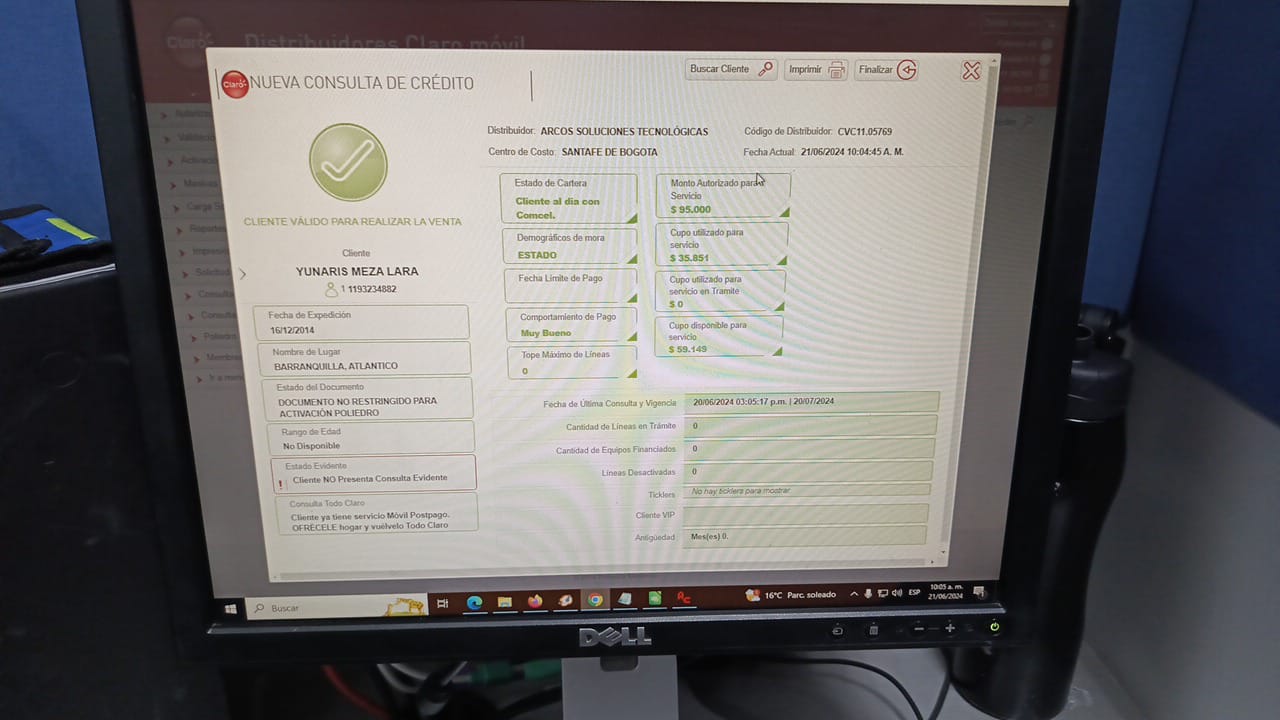 Claro
Distribuidores Claro móvil
Claro
NUEVA CONSULTA DE CRÉDITO
Buscar Cliente
Imprimir
Finalizar
Distribuidor: ARCOS SOLUCIONES TECNOLÓGICAS
Código de Distribuidor: CVC11.05769
Centro de Costo: SANTAFE DE BOGOTA
Fecha Actual: 21/06/2024 10:04:45 A. M.
CLIENTE VÁLIDO PARA REALIZAR LA VENTA
Cliente
YUNARIS MEZA LARA
1 1193234882
Fecha de Expedición
16/12/2014
Nombre de Lugar
BARRANQUILLA, ATLANTICO
Estado del Documento
DOCUMENTO NO RESTRINGIDO PARA
ACTIVACIÓN POLIEDRO
Rango de Edad
No Disponible
Estado Evidente
! Cliente NO Presenta Consulta Evidente
Consulta Todo Claro
Cliente ya tiene servicio Móvil Postpago.
OFRÉCELE hogar y vuélvelo Todo Claro
Estado de Cartera
Cliente al dia con
Comcel.
Demográficos de mora
ESTADO
Fecha Limite de Pago
Comportamiento de Pago
Muy Bueno
Tope Máximo de Líneas
0
Monto Autorizado para
Servicio
$ 95.000
Cupo utilizado para
servicio
$ 35.851
Cupo utilizado para
servicio en Tramite
$ 0
Cupo disponible para
servicio
$ 59.149
Fecha de Última Consulta y Vigencia 20/06/2024 03:05:17 p.m. | 20/07/2024
Cantidad de Líneas en Trámite 0
Cantidad de Equipos Financiados 0
Líneas Desactivadas 0
Ticklers No hay ticklers para mostrar
Cliente VIP
Antigüedad Mes(es) 0.
Buscar
16°C Parc. soleado
ESP
10:05 a. m.
21/06/2024
DELL